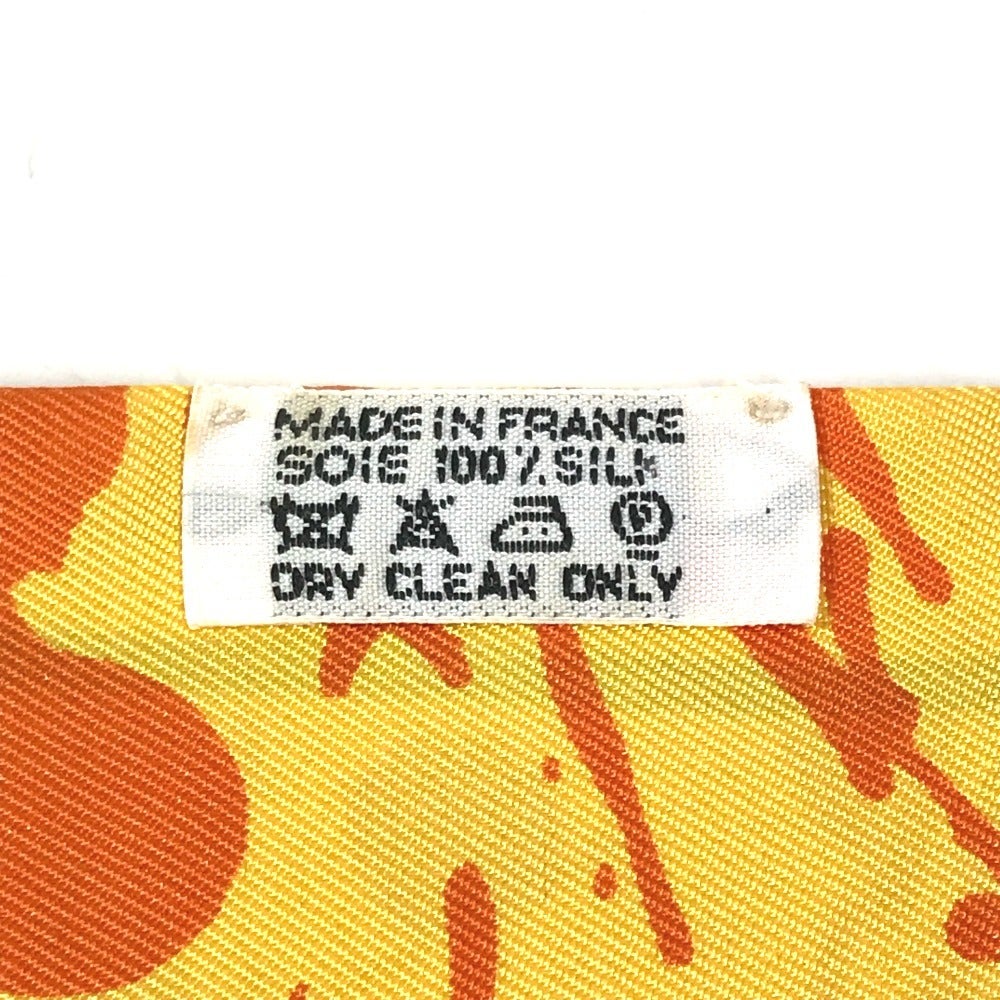 MADE IN FRANCE
SOIE 100% SILK
P
DRY CLEAN ONLY